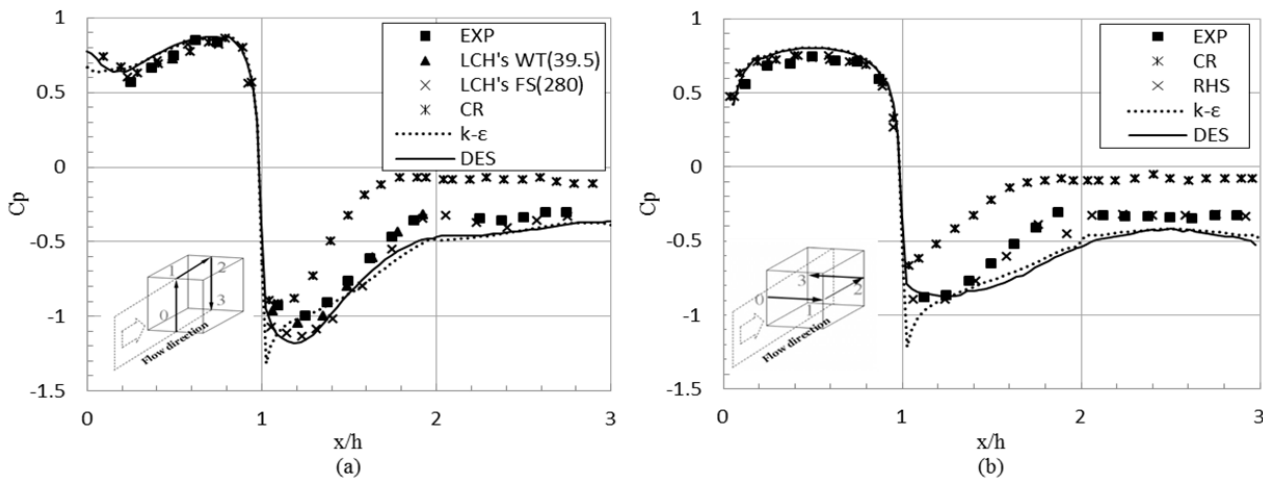 1
0.5
0
-0.5
-1
-1.5
Cp
0 1 2 3
x/h
(a)
EXP
LCH's WT(39.5)
LCH's FS(280)
CR
k-ε
DES
1
2
0
3
Flow direction
1
0.5
0
-0.5
-1
-1.5
Cp
0 1 2 3
x/h
(b)
EXP
CR
RHS
k-ε
DES
3
0
2
1
Flow direction